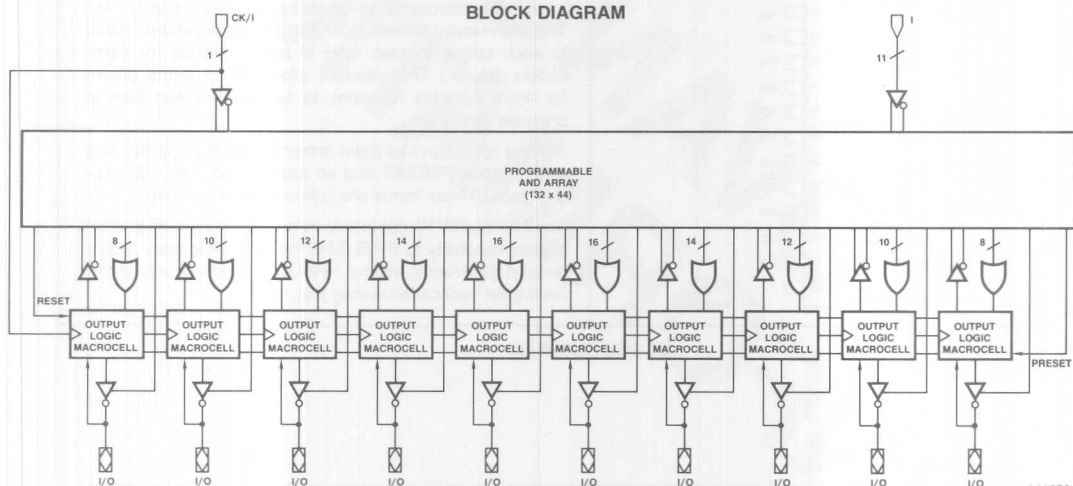 BLOCK DIAGRAM
CK/I
I
1
11
PROGRAMMABLE
AND ARRAY
(132 x 44)
8
10
12
14
16
16
14
12
10
8
RESET
OUTPUT
LOGIC
MACROCELL
OUTPUT
LOGIC
MACROCELL
OUTPUT
LOGIC
MACROCELL
OUTPUT
LOGIC
MACROCELL
OUTPUT
LOGIC
MACROCELL
OUTPUT
LOGIC
MACROCELL
OUTPUT
LOGIC
MACROCELL
OUTPUT
LOGIC
MACROCELL
OUTPUT
LOGIC
MACROCELL
OUTPUT
LOGIC
MACROCELL
PRESET
I/O
I/O
I/O
I/O
I/O
I/O
I/O
I/O
I/O
I/O